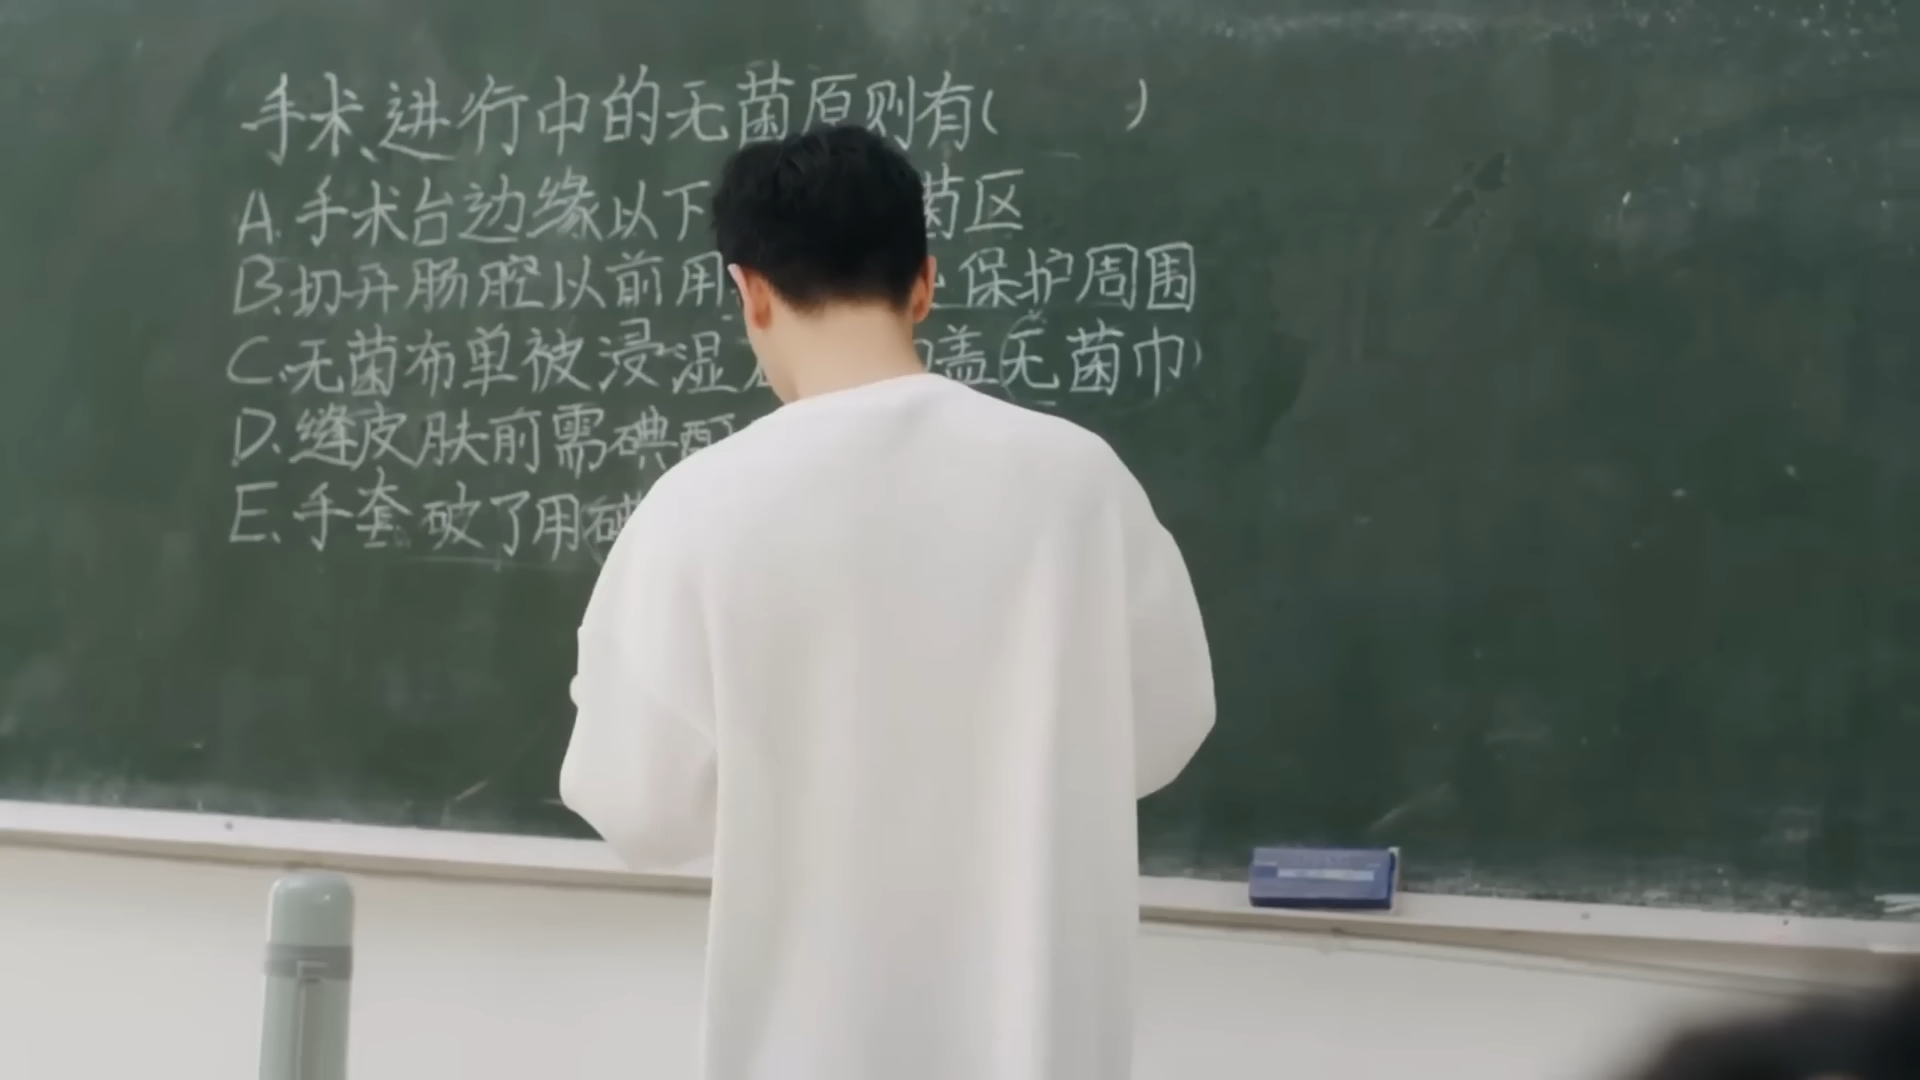 手术进行中的无菌原则有( )
A.手术台边缘以下 菌区
B.切开肠腔以前用 保护周围
C.无菌布单被浸湿 盖无菌巾
D.缝皮肤前需碘
E.手套破了用